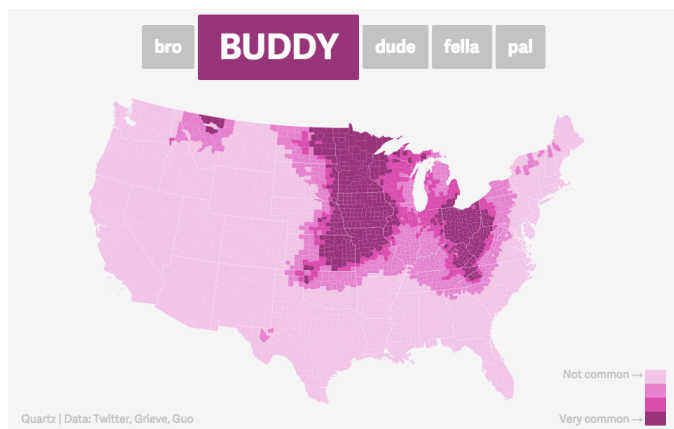 bro BUDDY dude fella pal
Not common →
Very common →
Quartz | Data: Twitter, Grieve, Guo